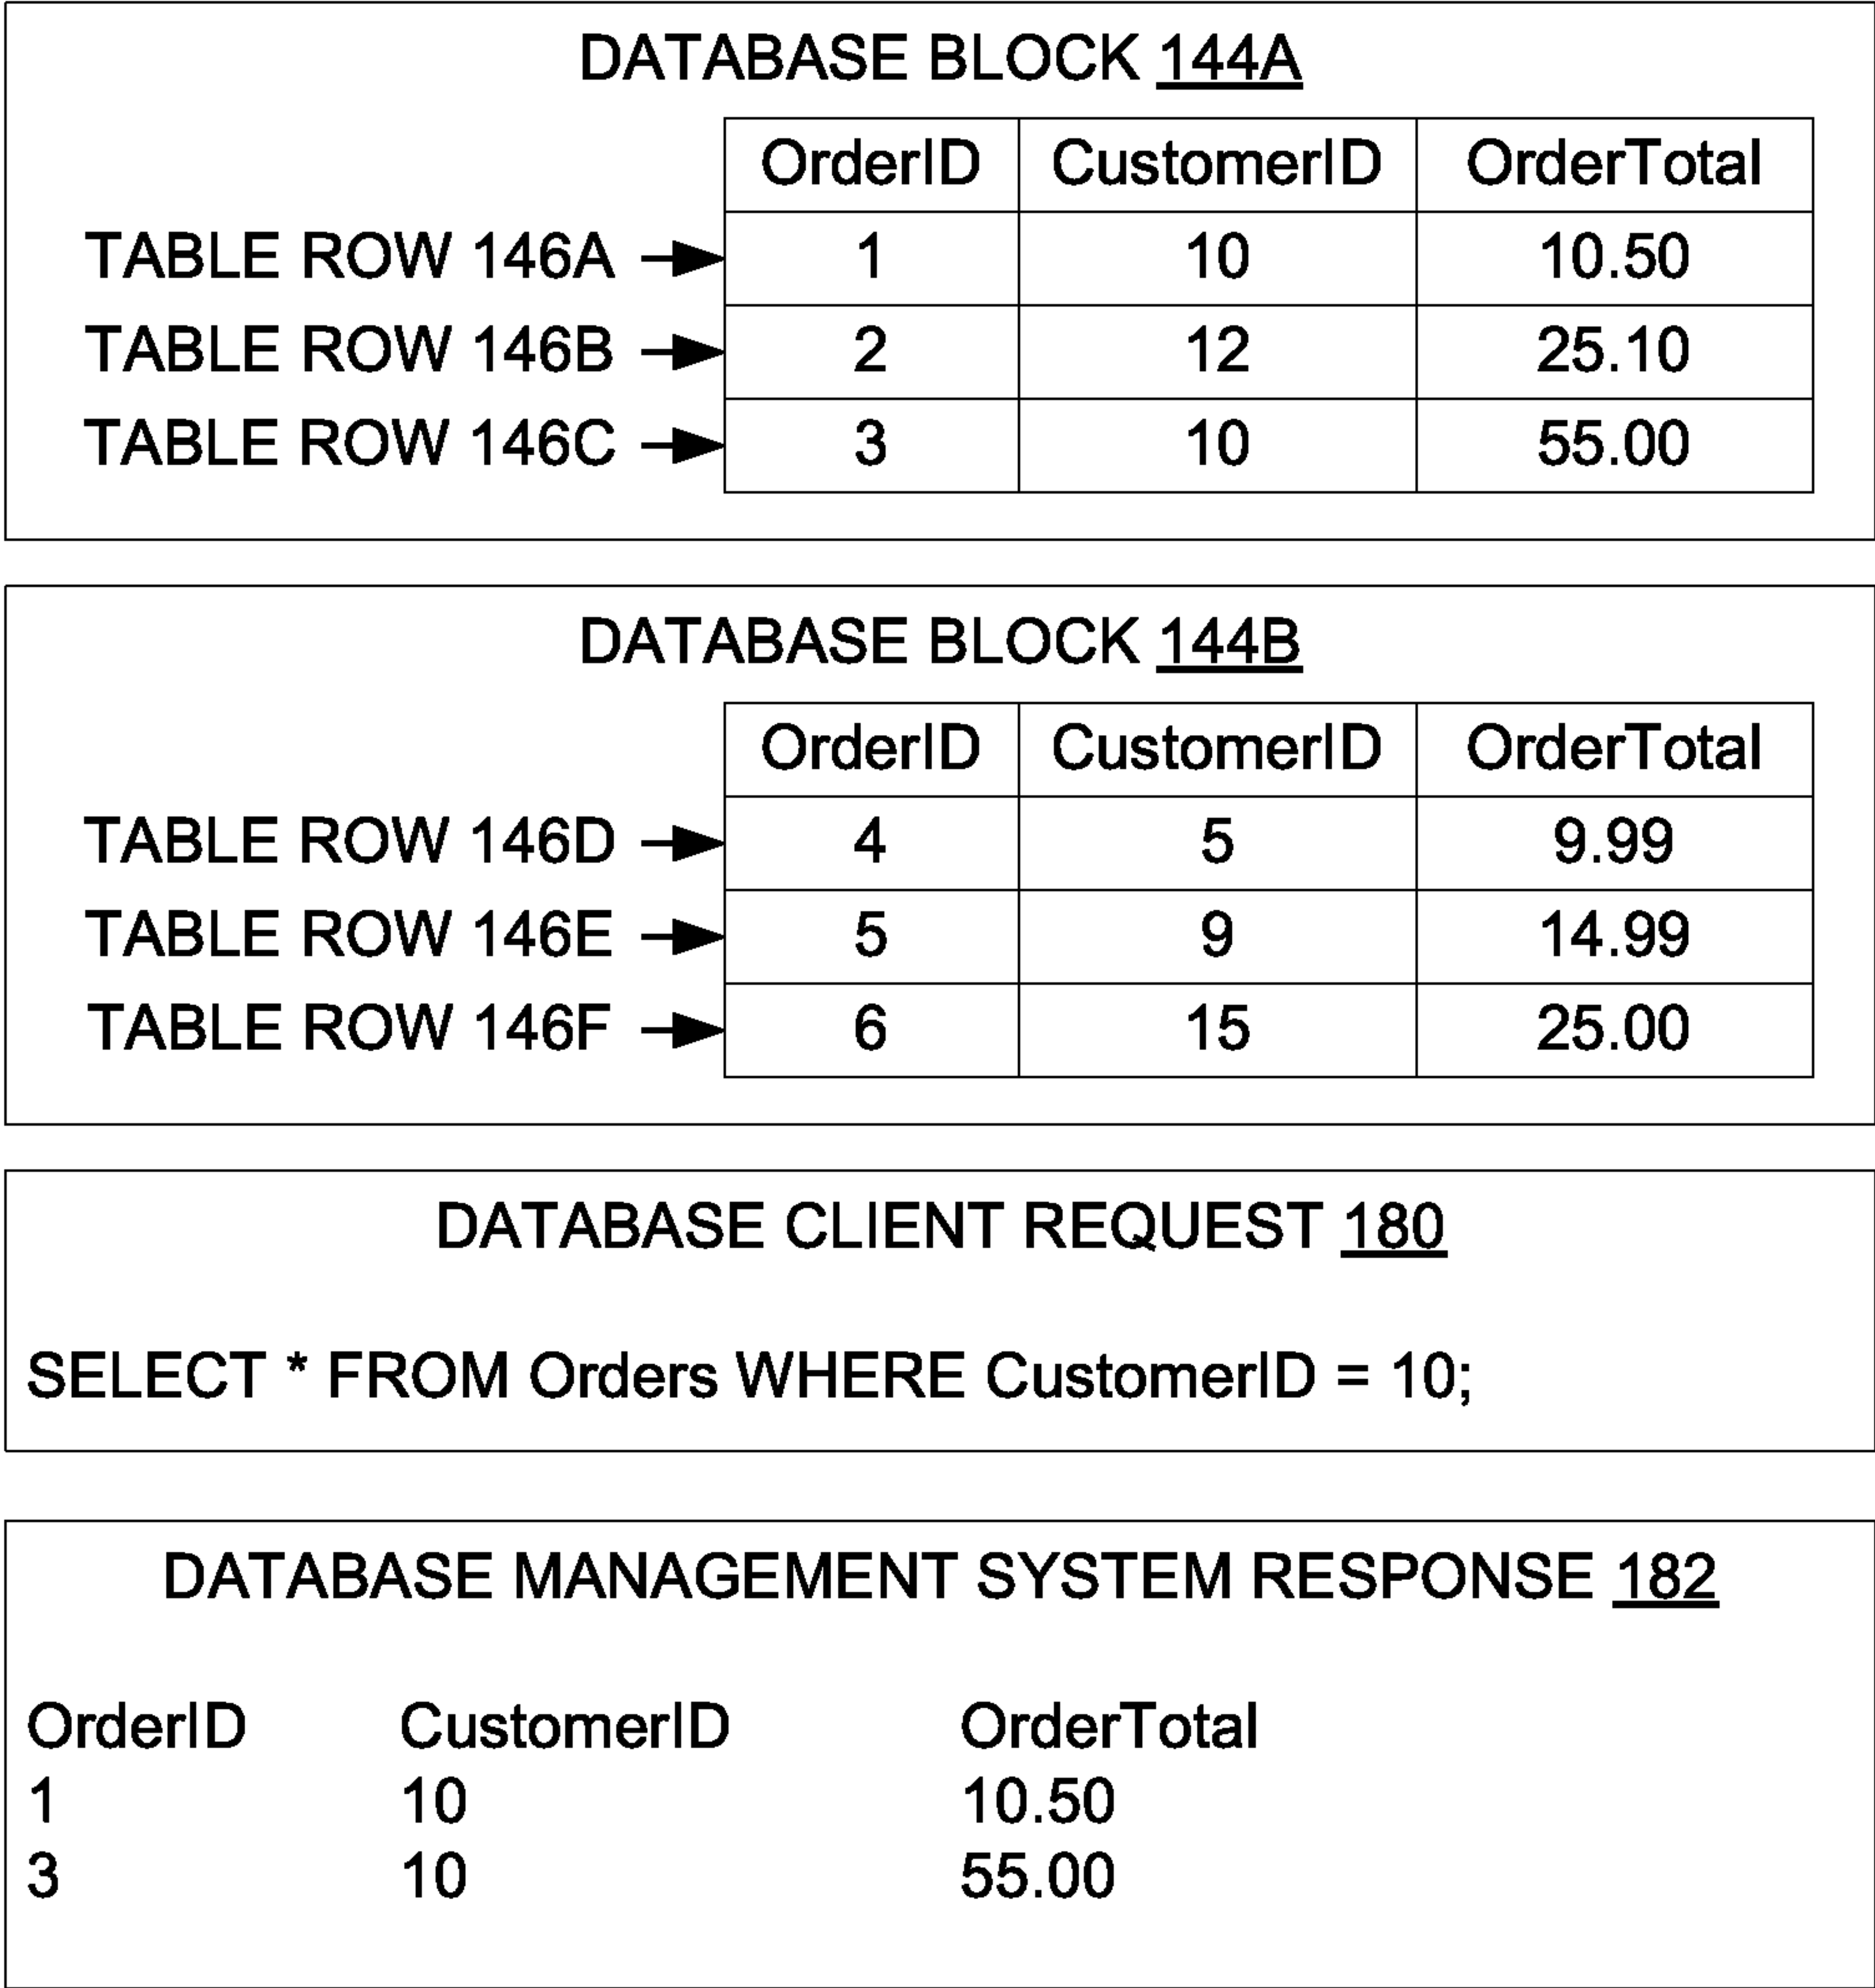 DATABASE BLOCK 144A
OrderID CustomerID OrderTotal
TABLE ROW 146A 1 10 10.50
TABLE ROW 146B 2 12 25.10
TABLE ROW 146C 3 10 55.00
DATABASE BLOCK 144B
OrderID CustomerID OrderTotal
TABLE ROW 146D 4 5 9.99
TABLE ROW 146E 5 9 14.99
TABLE ROW 146F 6 15 25.00
DATABASE CLIENT REQUEST 180
SELECT * FROM Orders WHERE CustomerID = 10;
DATABASE MANAGEMENT SYSTEM RESPONSE 182
OrderID CustomerID OrderTotal
1 10 10.50
3 10 55.00